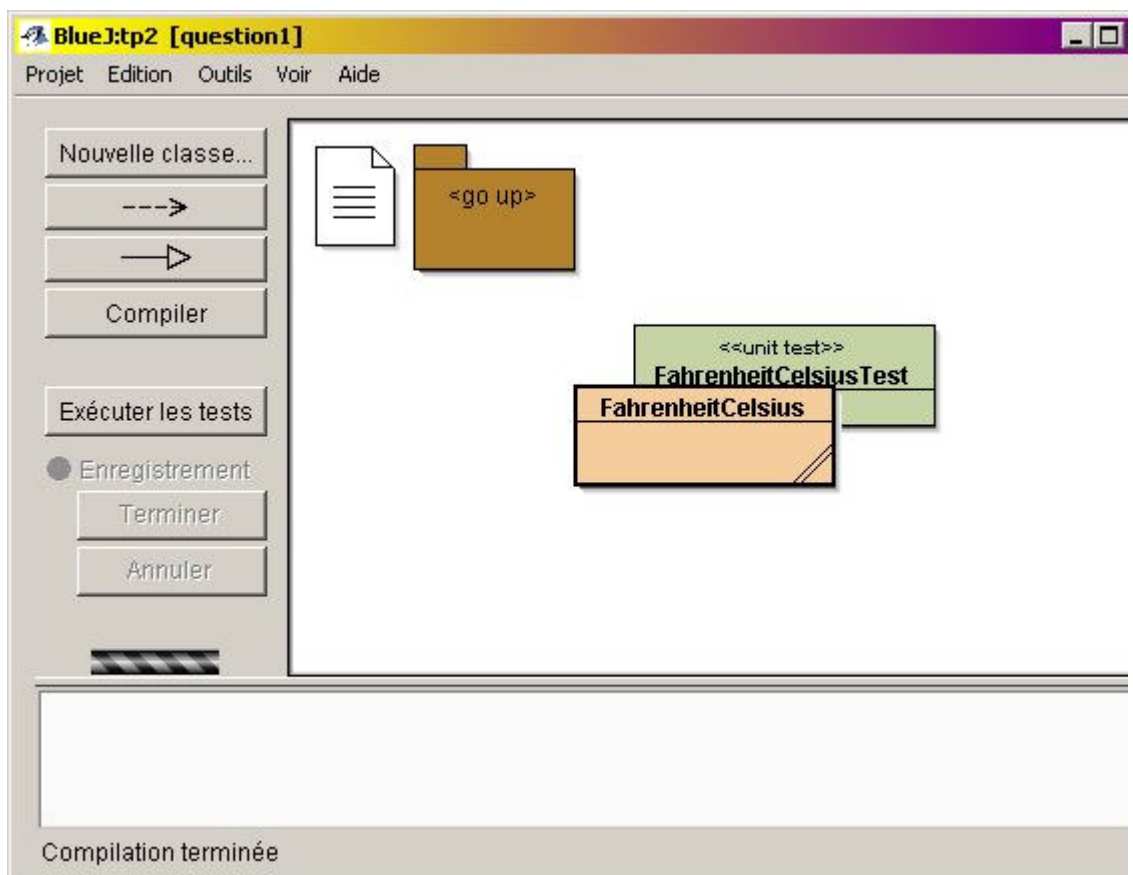 BlueJ:tp2 [question1]
Projet Edition Outils Voir Aide
Nouvelle classe...
<go up>
Compiler
<<unit test>>
FahrenheitCelsiusTest
FahrenheitCelsius
Exécuter les tests
Enregistrement
Terminer
Annuler
Compilation terminée